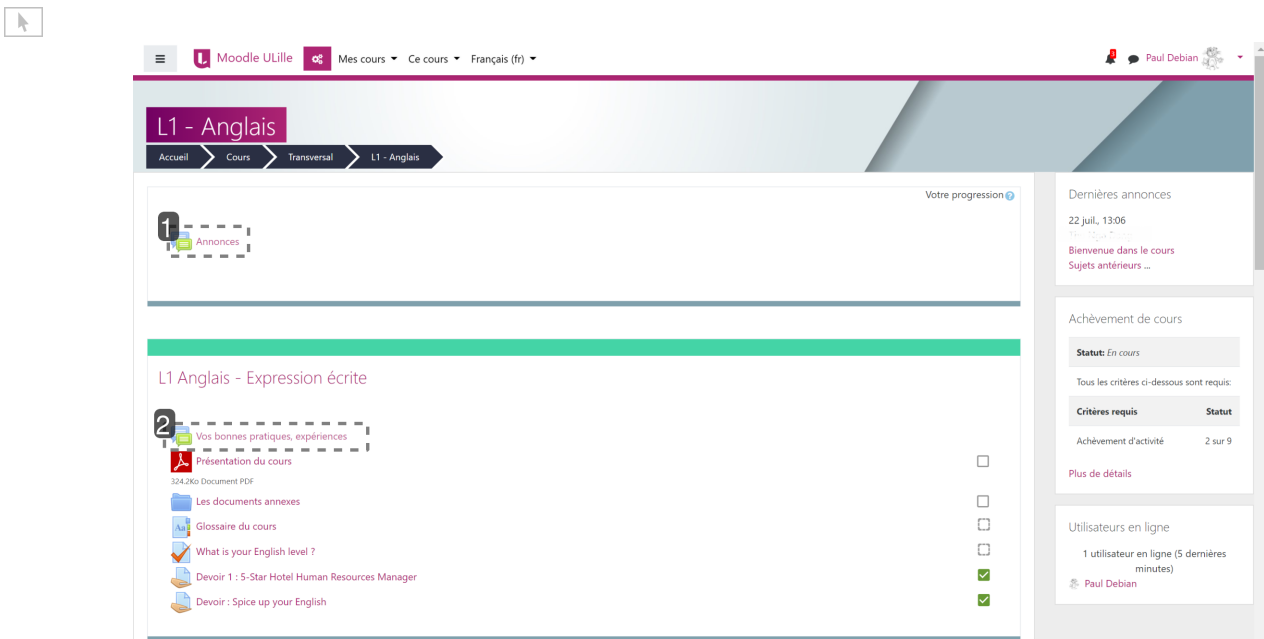 Moodle ULille Mes cours Ce cours Français (fr) 3 Paul Debian
L1 - Anglais
Accueil Cours Transversal L1 - Anglais
Votre progression
1
Annonces
2
L1 Anglais - Expression écrite
Vos bonnes pratiques, expériences
Présentation du cours
324.2Ko Document PDF
Les documents annexes
Glossaire du cours
What is your English level ?
Devoir 1 : 5-Star Hotel Human Resources Manager
Devoir : Spice up your English
Dernières annonces
22 juil., 13:06
Bienvenue dans le cours
Sujets antérieurs ...
Achèvement de cours
Statut: En cours
Tous les critères ci-dessous sont requis:
Critères requis Statut
Achèvement d'activité 2 sur 9
Plus de détails
Utilisateurs en ligne
1 utilisateur en ligne (5 dernières
minutes)
Paul Debian